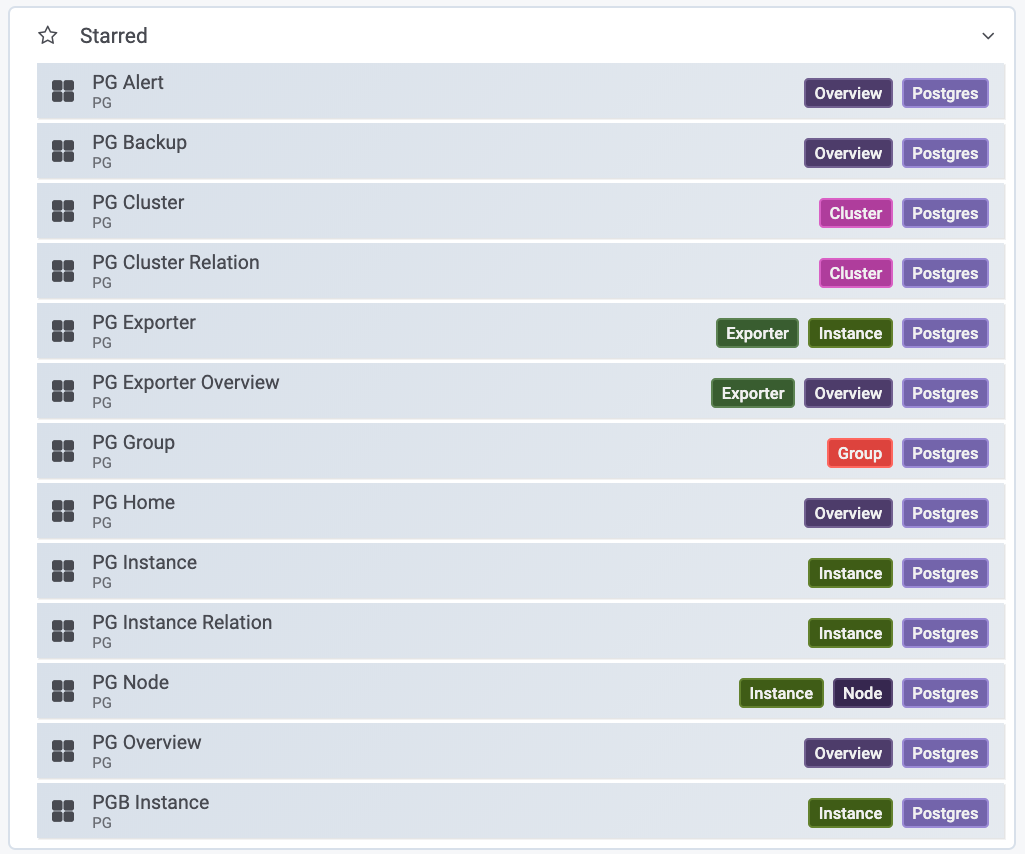 Starred
PG Alert
PG
Overview Postgres
PG Backup
PG
Overview Postgres
PG Cluster
PG
Cluster Postgres
PG Cluster Relation
PG
Cluster Postgres
PG Exporter
PG
Exporter Instance Postgres
PG Exporter Overview
PG
Exporter Overview Postgres
PG Group
PG
Group Postgres
PG Home
PG
Overview Postgres
PG Instance
PG
Instance Postgres
PG Instance Relation
PG
Instance Postgres
PG Node
PG
Instance Node Postgres
PG Overview
PG
Overview Postgres
PGB Instance
PG
Instance Postgres